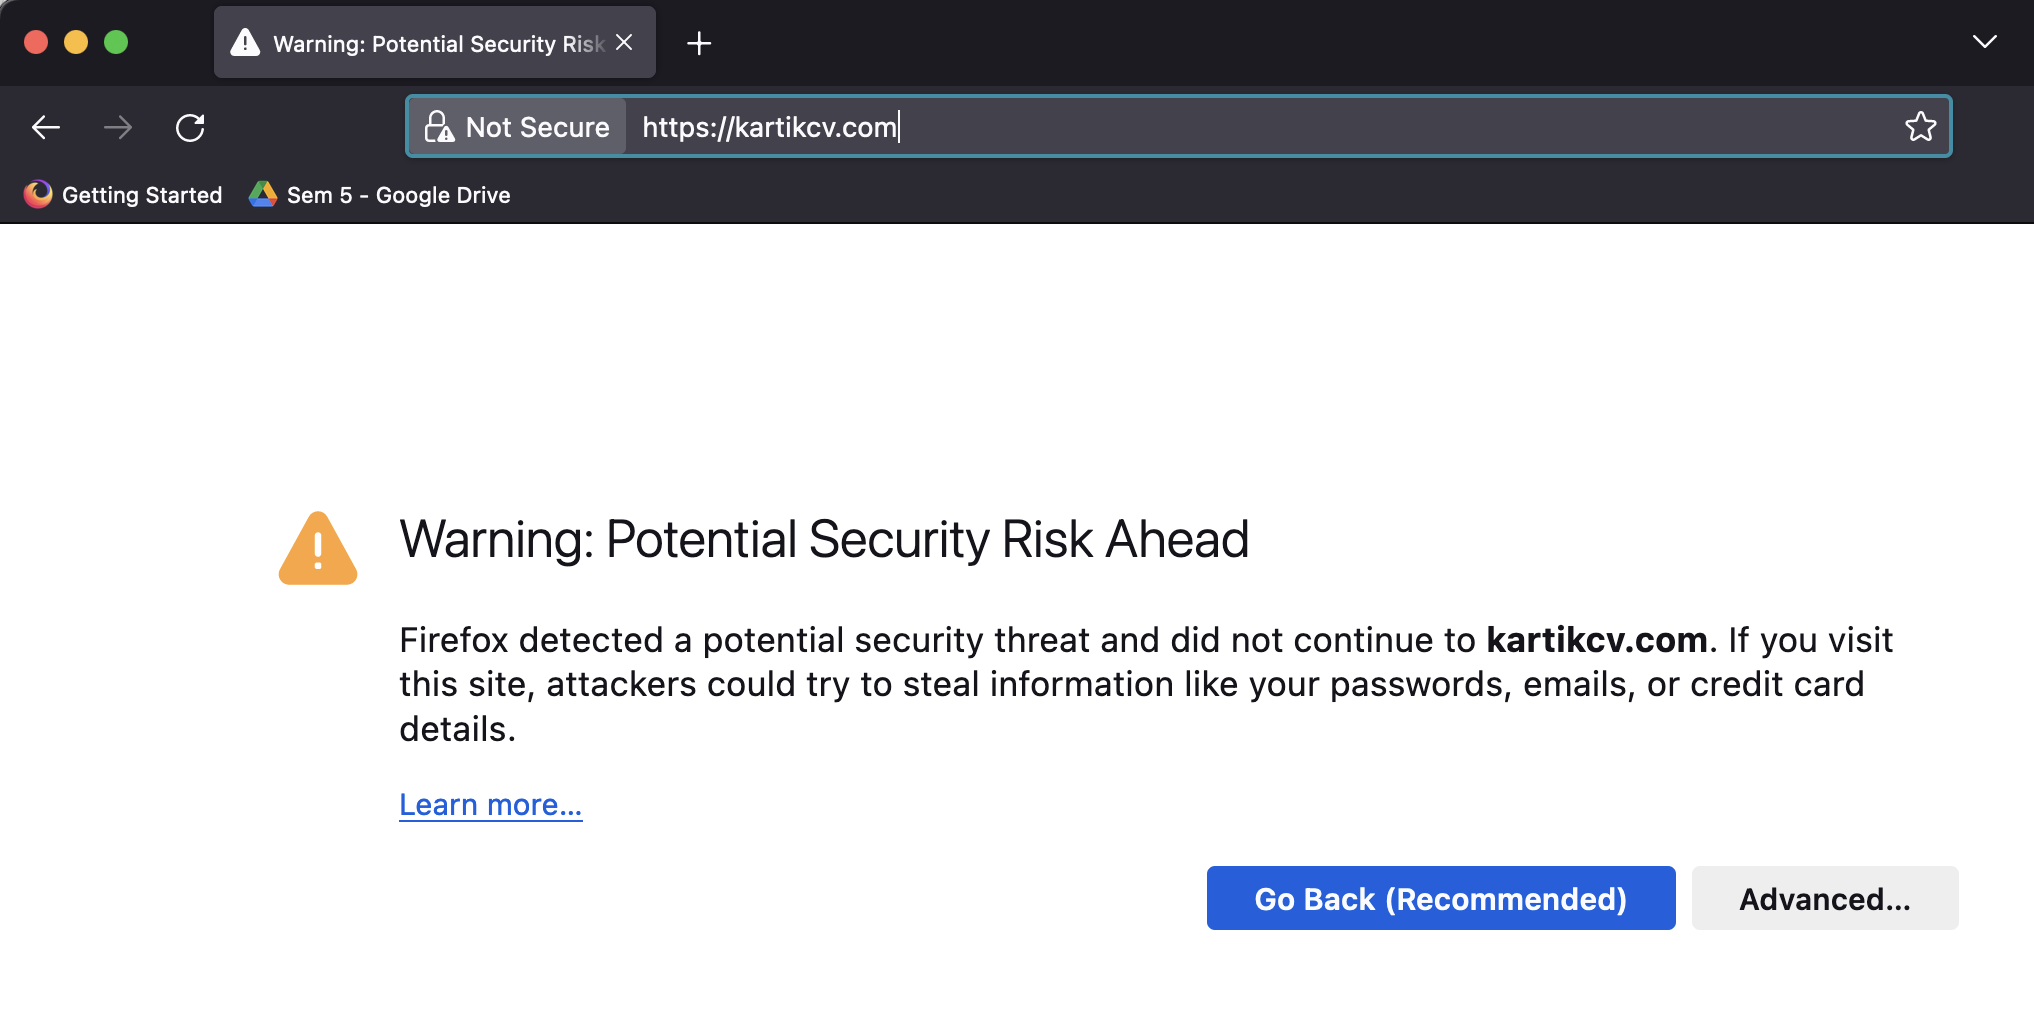 Warning: Potential Security Risk
Not Secure https://kartikcv.com
Getting Started Sem 5 - Google Drive
Warning: Potential Security Risk Ahead
Firefox detected a potential security threat and did not continue to kartikcv.com. If you visit
this site, attackers could try to steal information like your passwords, emails, or credit card
details.
Learn more...
Go Back (Recommended) Advanced...